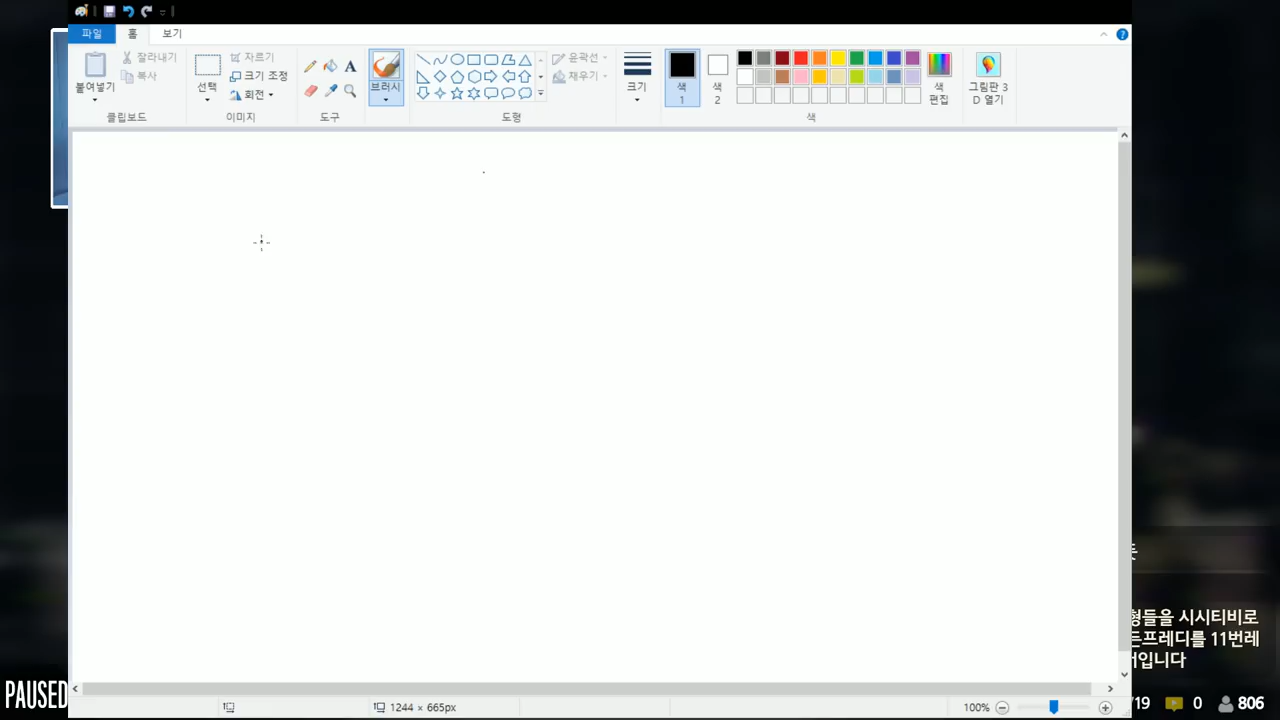 파일 홈 보기
붙여넣기
잘라내기
복사
클립보드
선택
자르기
크기 조정
회전
이미지
A
도구
브러시
윤곽선
채우기
도형
크기
색 1
색 2
색 편집
색
그림판 3D 열기
형들을 시시티비로
든프레디를 11번레
입니다
PAUSED
1244 × 665px
100%
/19 0 806